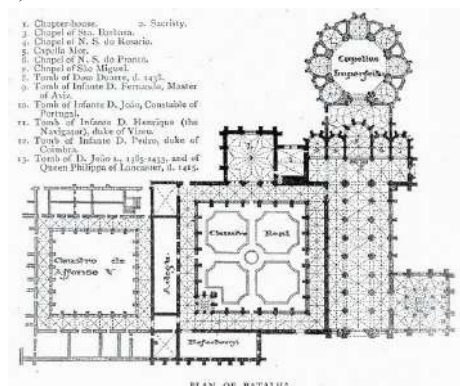 1. Chapter-house. 2. Sacristy.
3. Chapel of Sta. Barbara.
4. Chapel of N. S. do Rosario.
5. Capella Mor.
6. Chapel of N. S. do Pranto.
7. Chapel of São Miguel.
8. Tomb of Dom Duarte, d. 1438.
9. Tomb of Infante D. Fernando, Master
of Aviz.
10. Tomb of Infante D. João, Constable of
Portugal.
11. Tomb of Infante D. Henrique (the
Navigator), duke of Vizeu.
12. Tomb of Infante D. Pedro, duke of
Coimbra.
13. Tomb of D. João I., 1385-1433, and of
Queen Philippa of Lancaster, d. 1415.
Capellas
Imperfeitas
Claustro Real
Claustro de
Affonso V
Adega
Refectory
PLAN OF BATALHA